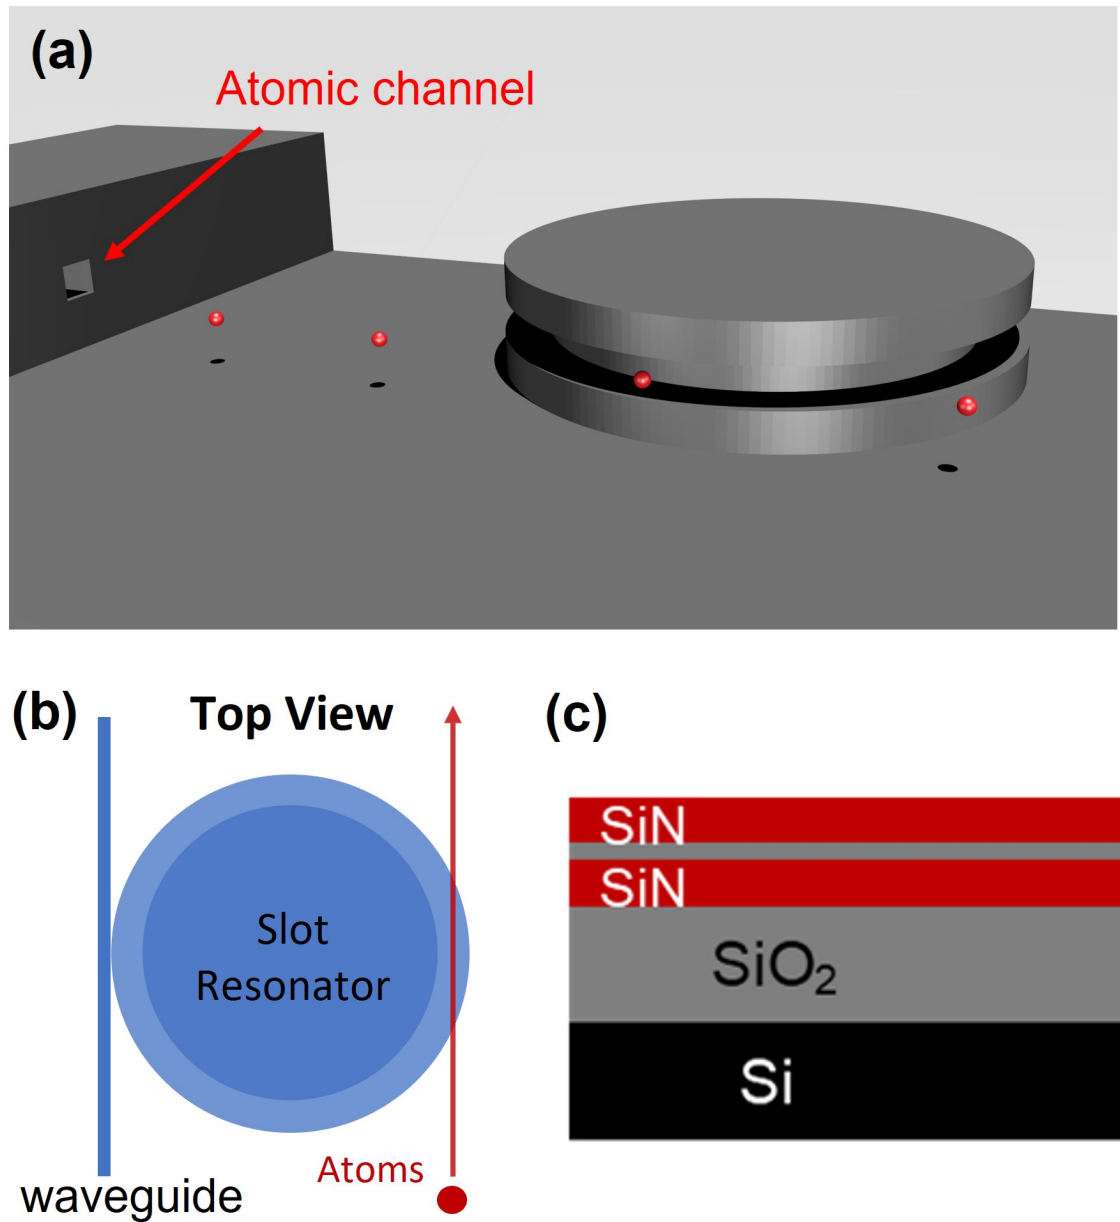 (a)
Atomic channel
(b)
Top View
Slot
Resonator
Atoms
waveguide
(c)
SiN
SiN
SiO₂
Si